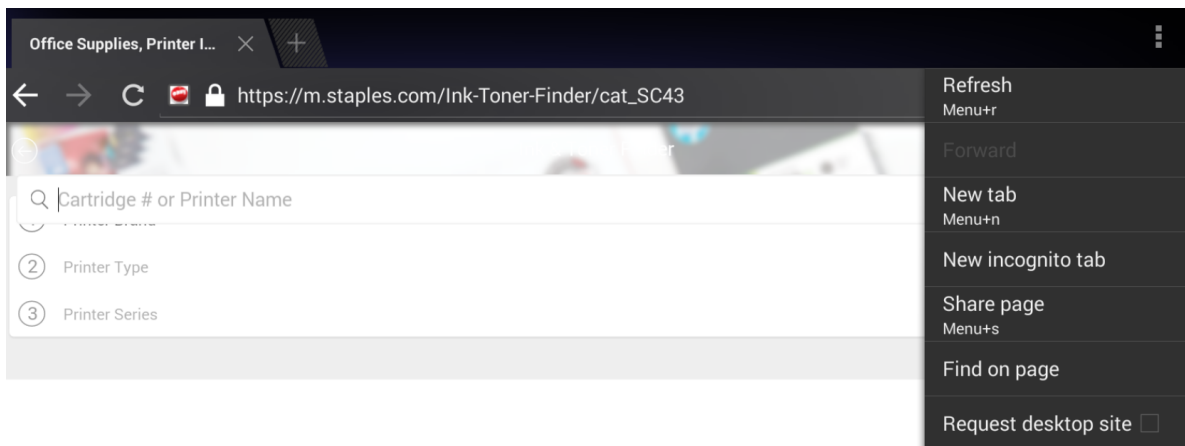 Office Supplies, Printer I...
https://m.staples.com/Ink-Toner-Finder/cat_SC43
Cartridge # or Printer Name
Printer Brand
2 Printer Type
3 Printer Series
Refresh
Menu+r
Forward
New tab
Menu+n
New incognito tab
Share page
Menu+s
Find on page
Request desktop site